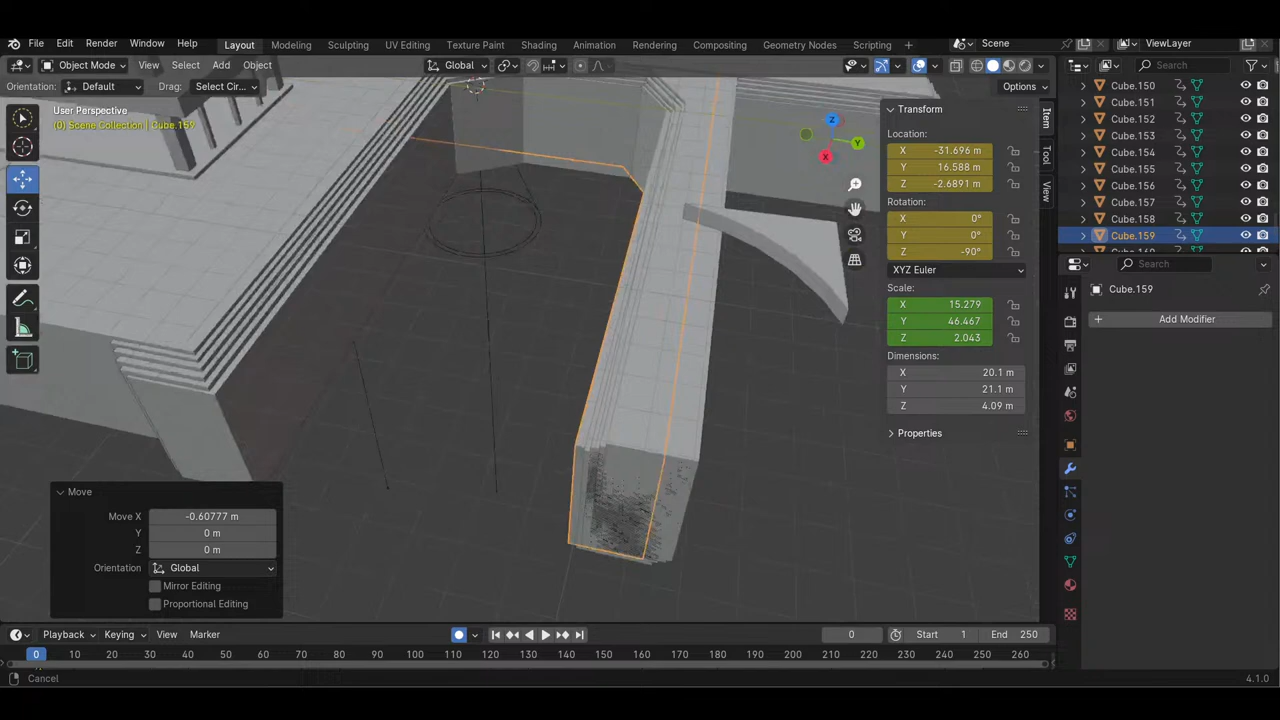 File Edit Render Window Help Layout Modeling Sculpting UV Editing Texture Paint Shading Animation Rendering Compositing Geometry Nodes Scripting + Scene ViewLayer
Object Mode View Select Add Object Global Search
Orientation: Default Drag: Select Cir... Options
User Perspective
(0) Scene Collection | Cube.159
Z
Y
X
Transform
Location:
X -31.696 m
Y 16.588 m
Z -2.6891 m
Rotation:
X 0°
Y 0°
Z -90°
XYZ Euler
Scale:
X 15.279
Y 46.467
Z 2.043
Dimensions:
X 20.1 m
Y 21.1 m
Z 4.09 m
Properties
Item
Tool
View
Cube.150
Cube.151
Cube.152
Cube.153
Cube.154
Cube.155
Cube.156
Cube.157
Cube.158
Cube.159
Search
Cube.159
+ Add Modifier
Move
Move X -0.60777 m
Y 0 m
Z 0 m
Orientation Global
Mirror Editing
Proportional Editing
Playback Keying View Marker 0 Start 1 End 250
0 10 20 30 40 50 60 70 80 90 100 110 120 130 140 150 160 170 180 190 200 210 220 230 240 250 260
Cancel 4.1.0